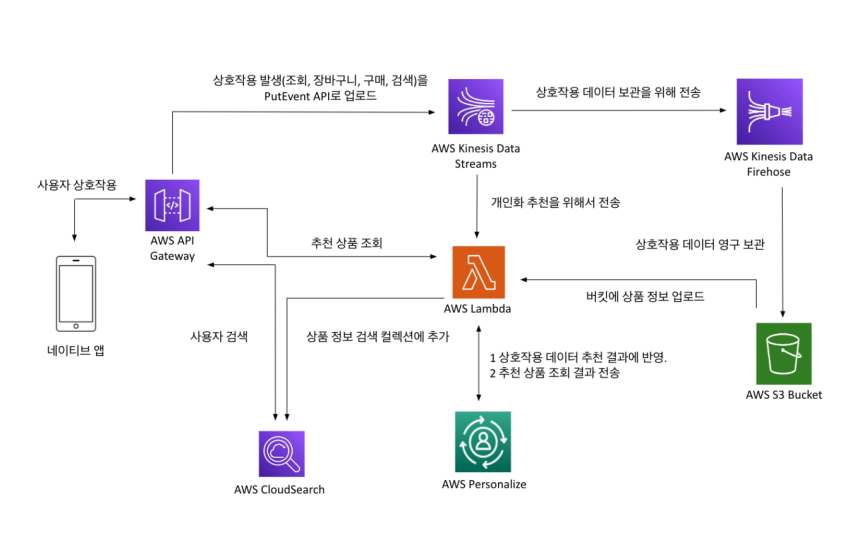 상호작용 발생(조회, 장바구니, 구매, 검색)을
PutEvent API로 업로드
상호작용 데이터 보관을 위해 전송
AWS Kinesis Data
Streams
AWS Kinesis Data
Firehose
사용자 상호작용
개인화 추천을 위해서 전송
AWS API
Gateway
추천 상품 조회
상호작용 데이터 영구 보관
AWS Lambda
버킷에 상품 정보 업로드
네이티브 앱
사용자 검색
상품 정보 검색 컬렉션에 추가
1 상호작용 데이터 추천 결과에 반영.
2 추천 상품 조회 결과 전송
AWS S3 Bucket
AWS CloudSearch
AWS Personalize